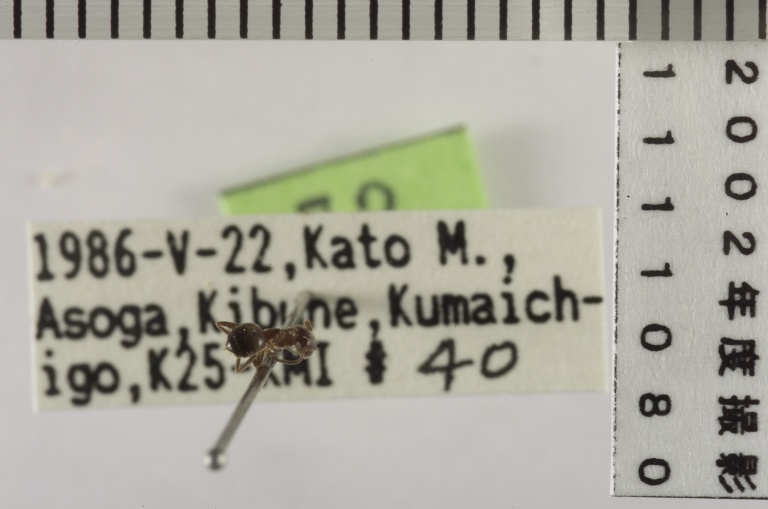 1986-V-22, Kato M.,
Asoga, Kibune, Kumaich-
igo, K25 KMI # 40
2002年度撮影
1111080